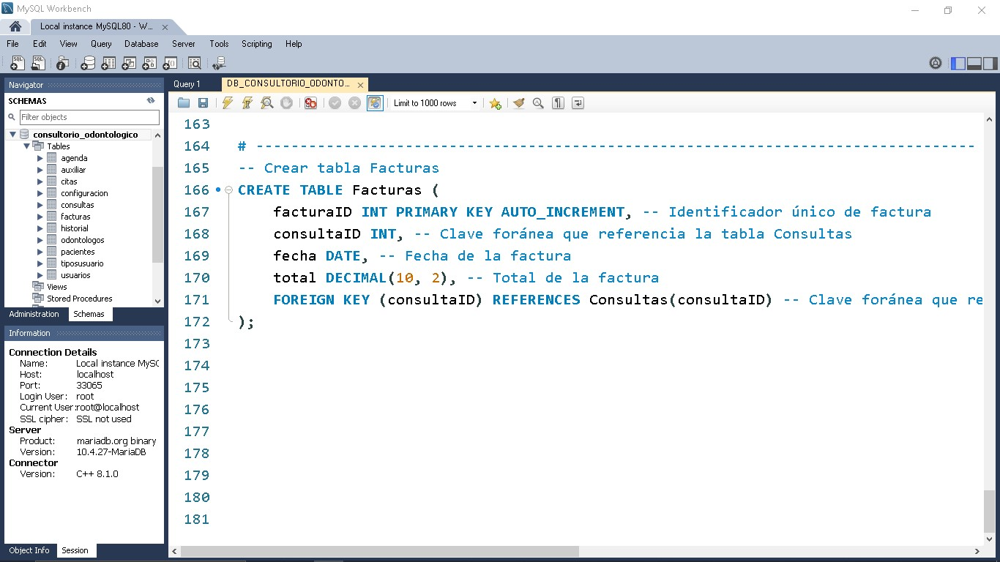 MySQL Workbench
Local instance MySQL80 - W...
File Edit View Query Database Server Tools Scripting Help
Navigator
SCHEMAS
Filter objects
consultorio_odontologico
Tables
agenda
auxiliar
citas
configuracion
consultas
facturas
historial
odontologos
pacientes
tiposusuario
usuarios
Views
Stored Procedures
Administration Schemas
Information
Connection Details
Name: Local instance MySQ
Host: localhost
Port: 33065
Login User: root
Current User: root@localhost
SSL cipher: SSL not used
Server
Product: mariadb.org binary
Version: 10.4.27-MariaDB
Connector
Version: C++ 8.1.0
Object Info Session
Query 1 DB_CONSULTORIO_ODONTO...
Limit to 1000 rows
163
164 # ----------------------------------------------------------------------------------
165 -- Crear tabla Facturas
166 CREATE TABLE Facturas (
167 facturaID INT PRIMARY KEY AUTO_INCREMENT, -- Identificador único de factura
168 consultaID INT, -- Clave foránea que referencia la tabla Consultas
169 fecha DATE, -- Fecha de la factura
170 total DECIMAL(10, 2), -- Total de la factura
171 FOREIGN KEY (consultaID) REFERENCES Consultas(consultaID) -- Clave foránea que re
172 );
173
174
175
176
177
178
179
180
181